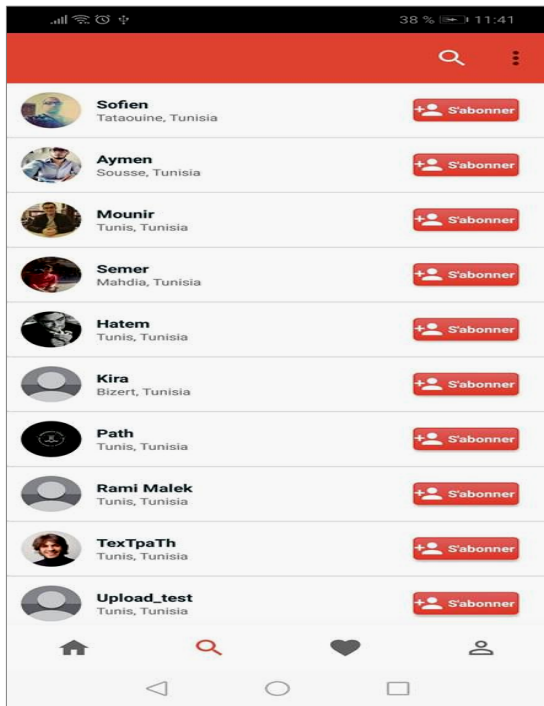 38 % 11:41
Sofien
Tataouine, Tunisia
S'abonner
Aymen
Sousse, Tunisia
S'abonner
Mounir
Tunis, Tunisia
S'abonner
Semer
Mahdia, Tunisia
S'abonner
Hatem
Tunis, Tunisia
S'abonner
Kira
Bizert, Tunisia
S'abonner
Path
Tunis, Tunisia
S'abonner
Rami Malek
Tunis, Tunisia
S'abonner
TexTpaTh
Tunis, Tunisia
S'abonner
Upload_test
Tunis, Tunisia
S'abonner